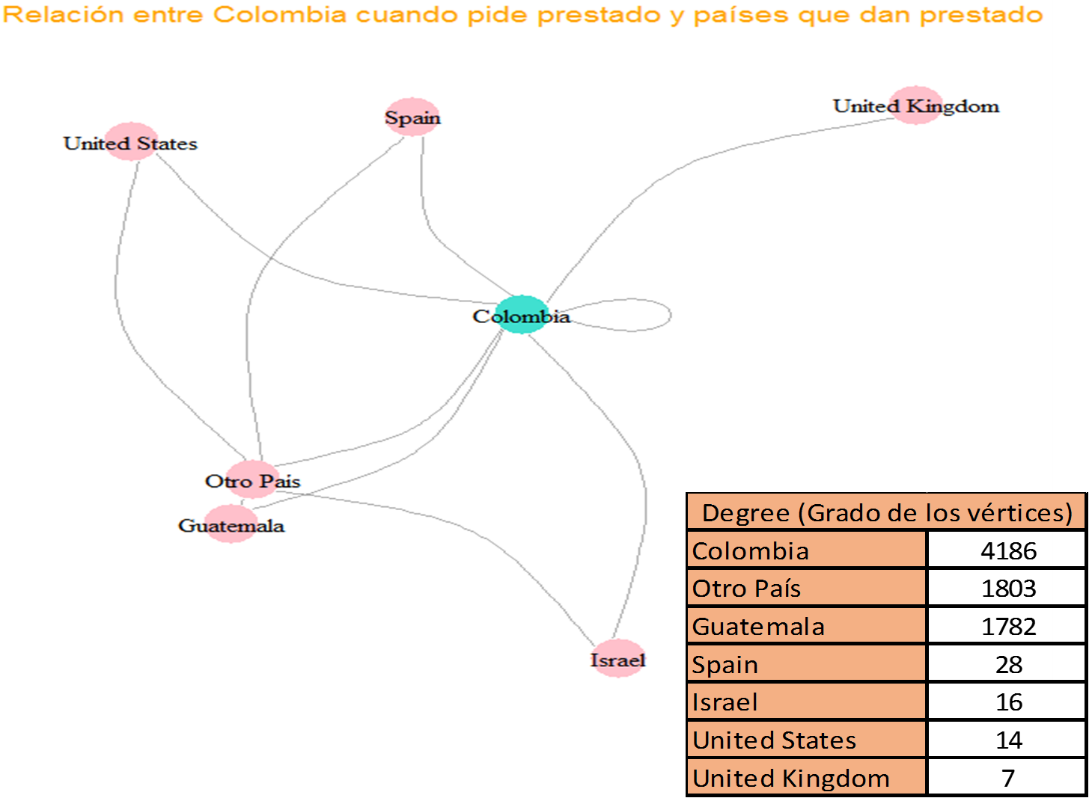 Relación entre Colombia cuando pide prestado y países que dan prestado
United Kingdom
Spain
United States
Colombia
Otro Pais
Guatemala
Israel
Degree (Grado de los vértices)
Colombia 4186
Otro País 1803
Guatemala 1782
Spain 28
Israel 16
United States 14
United Kingdom 7